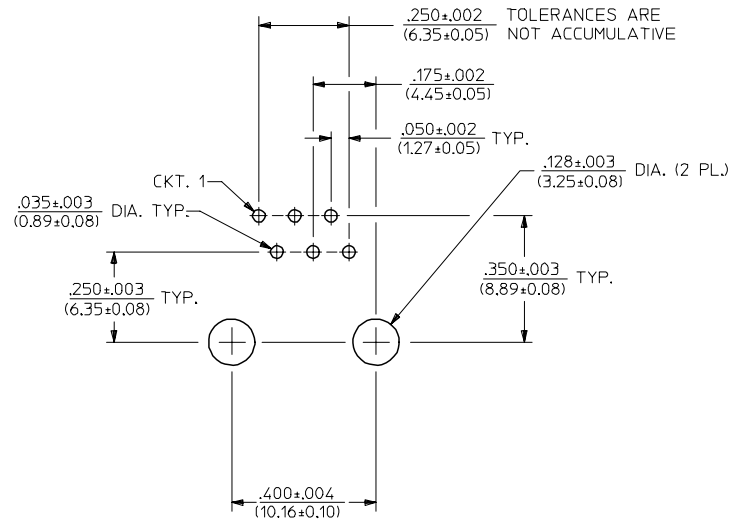 .250±.002
(6.35±0.05)
TOLERANCES ARE
NOT ACCUMULATIVE
.175±.002
(4.45±0.05)
.050±.002
(1.27±0.05)
TYP.
.128±.003
(3.25±0.08)
DIA. (2 PL.)
CKT. 1
.035±.003
(0.89±0.08)
DIA. TYP.
.250±.003
(6.35±0.08)
TYP.
.350±.003
(8.89±0.08)
TYP.
.400±.004
(10.16±0.10)